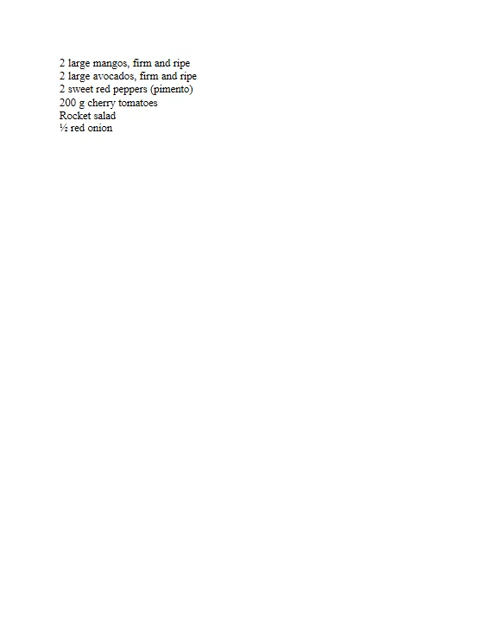 2 large mangos, firm and ripe
2 large avocados, firm and ripe
2 sweet red peppers (pimento)
200 g cherry tomatoes
Rocket salad
½ red onion